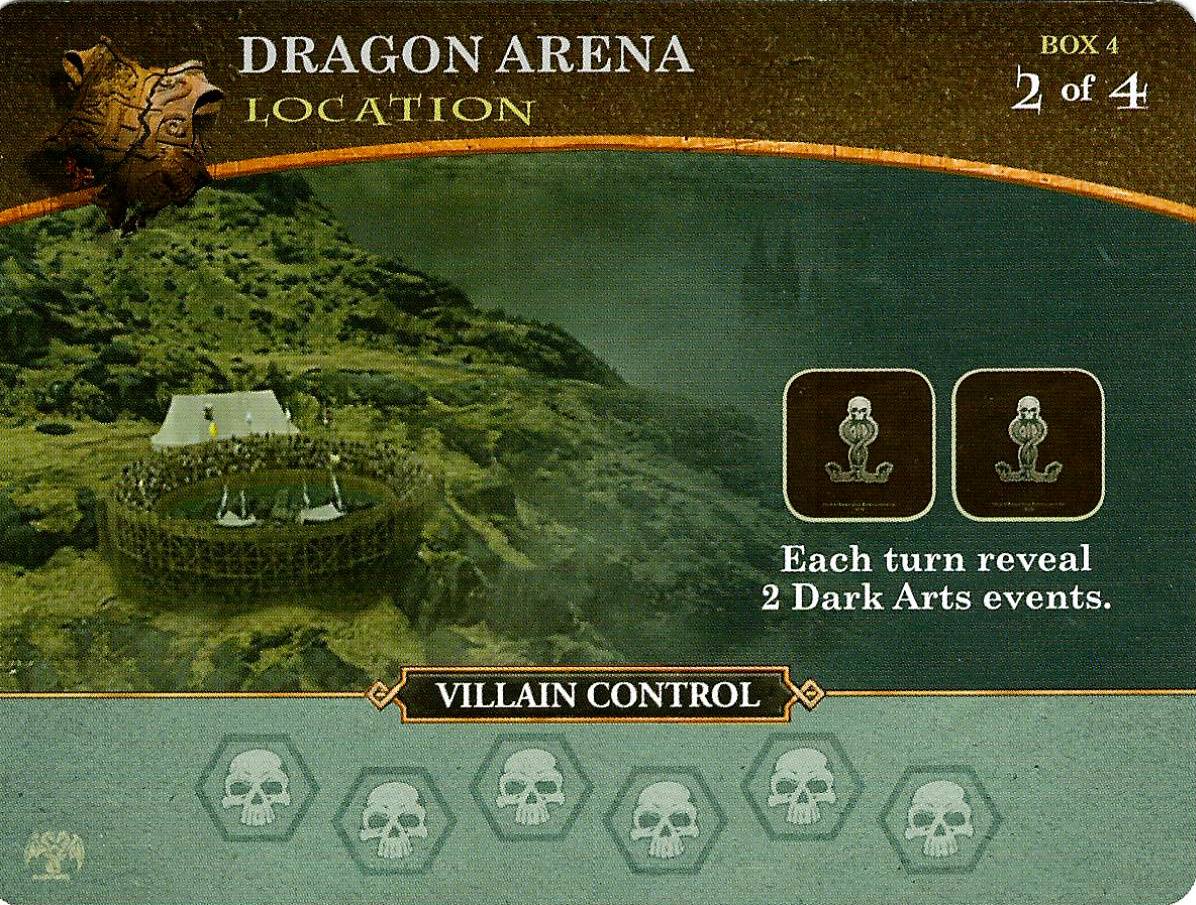 DRAGON ARENA
LOCATION
BOX 4
2 of 4
Each turn reveal
2 Dark Arts events.
VILLAIN CONTROL